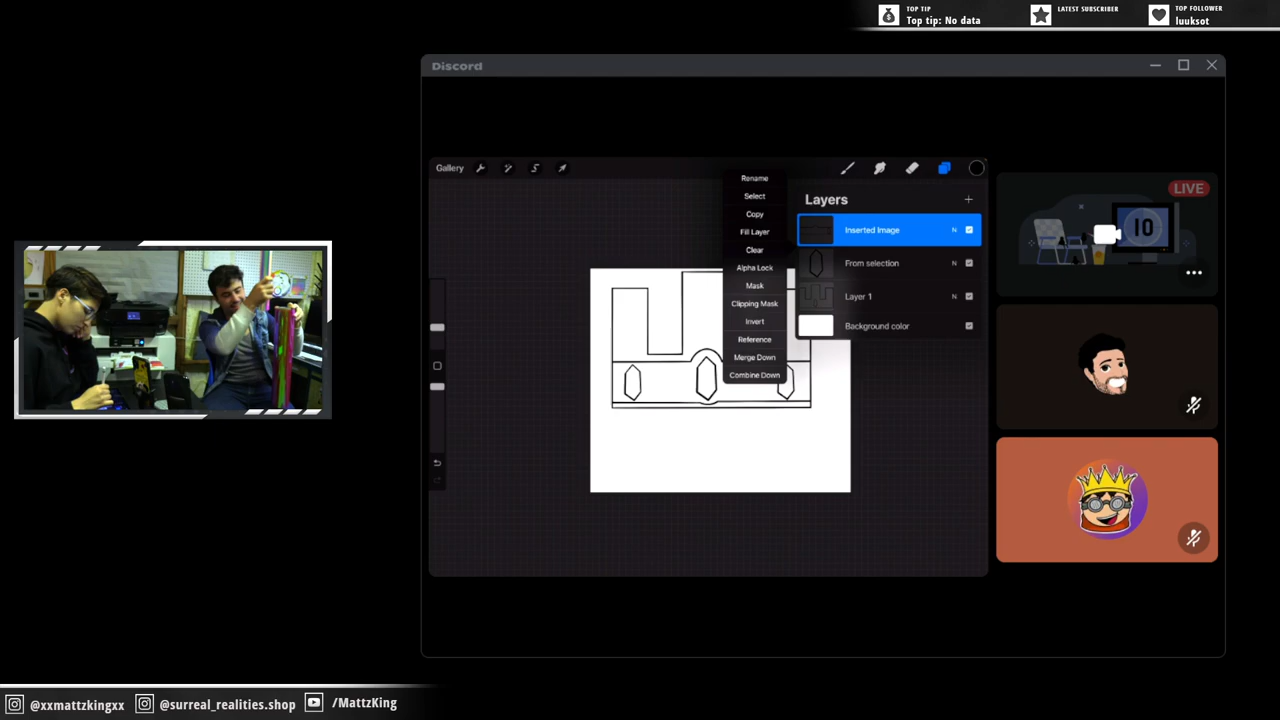 TOP TIP
Top tip: No data
LATEST SUBSCRIBER
TOP FOLLOWER
luuksot
Discord
Gallery
Rename
Select
Copy
Fill Layer
Clear
Alpha Lock
Mask
Clipping Mask
Invert
Reference
Merge Down
Combine Down
Layers
Inserted Image N
From selection N
Layer 1 N
Background color
LIVE
10
@xxmattzkingxx
@surreal_realities.shop
/MattzKing